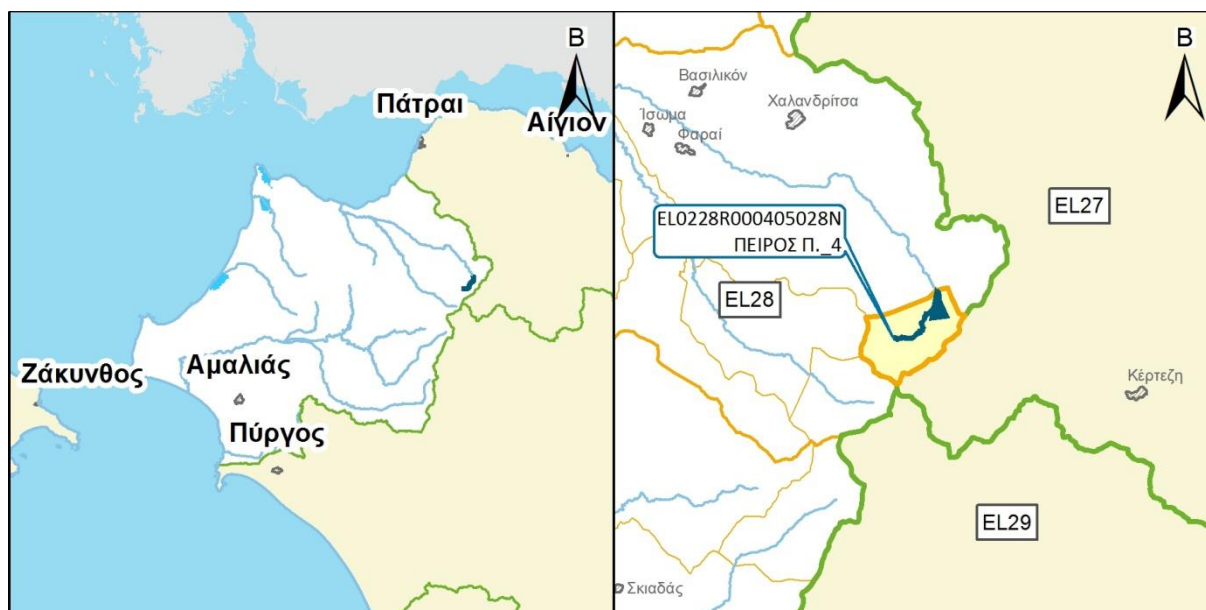 Β
Πάτραι
Αίγιον
Ζάκυνθος
Αμαλιάς
Πύργος
Β
Βασιλικόν
Χαλανδρίτσα
Ίσωμα
Φαραί
EL27
EL0228R000405028N
ΠΕΙΡΟΣ Π._4
EL28
Κέρτεζη
EL29
Σκιαδάς